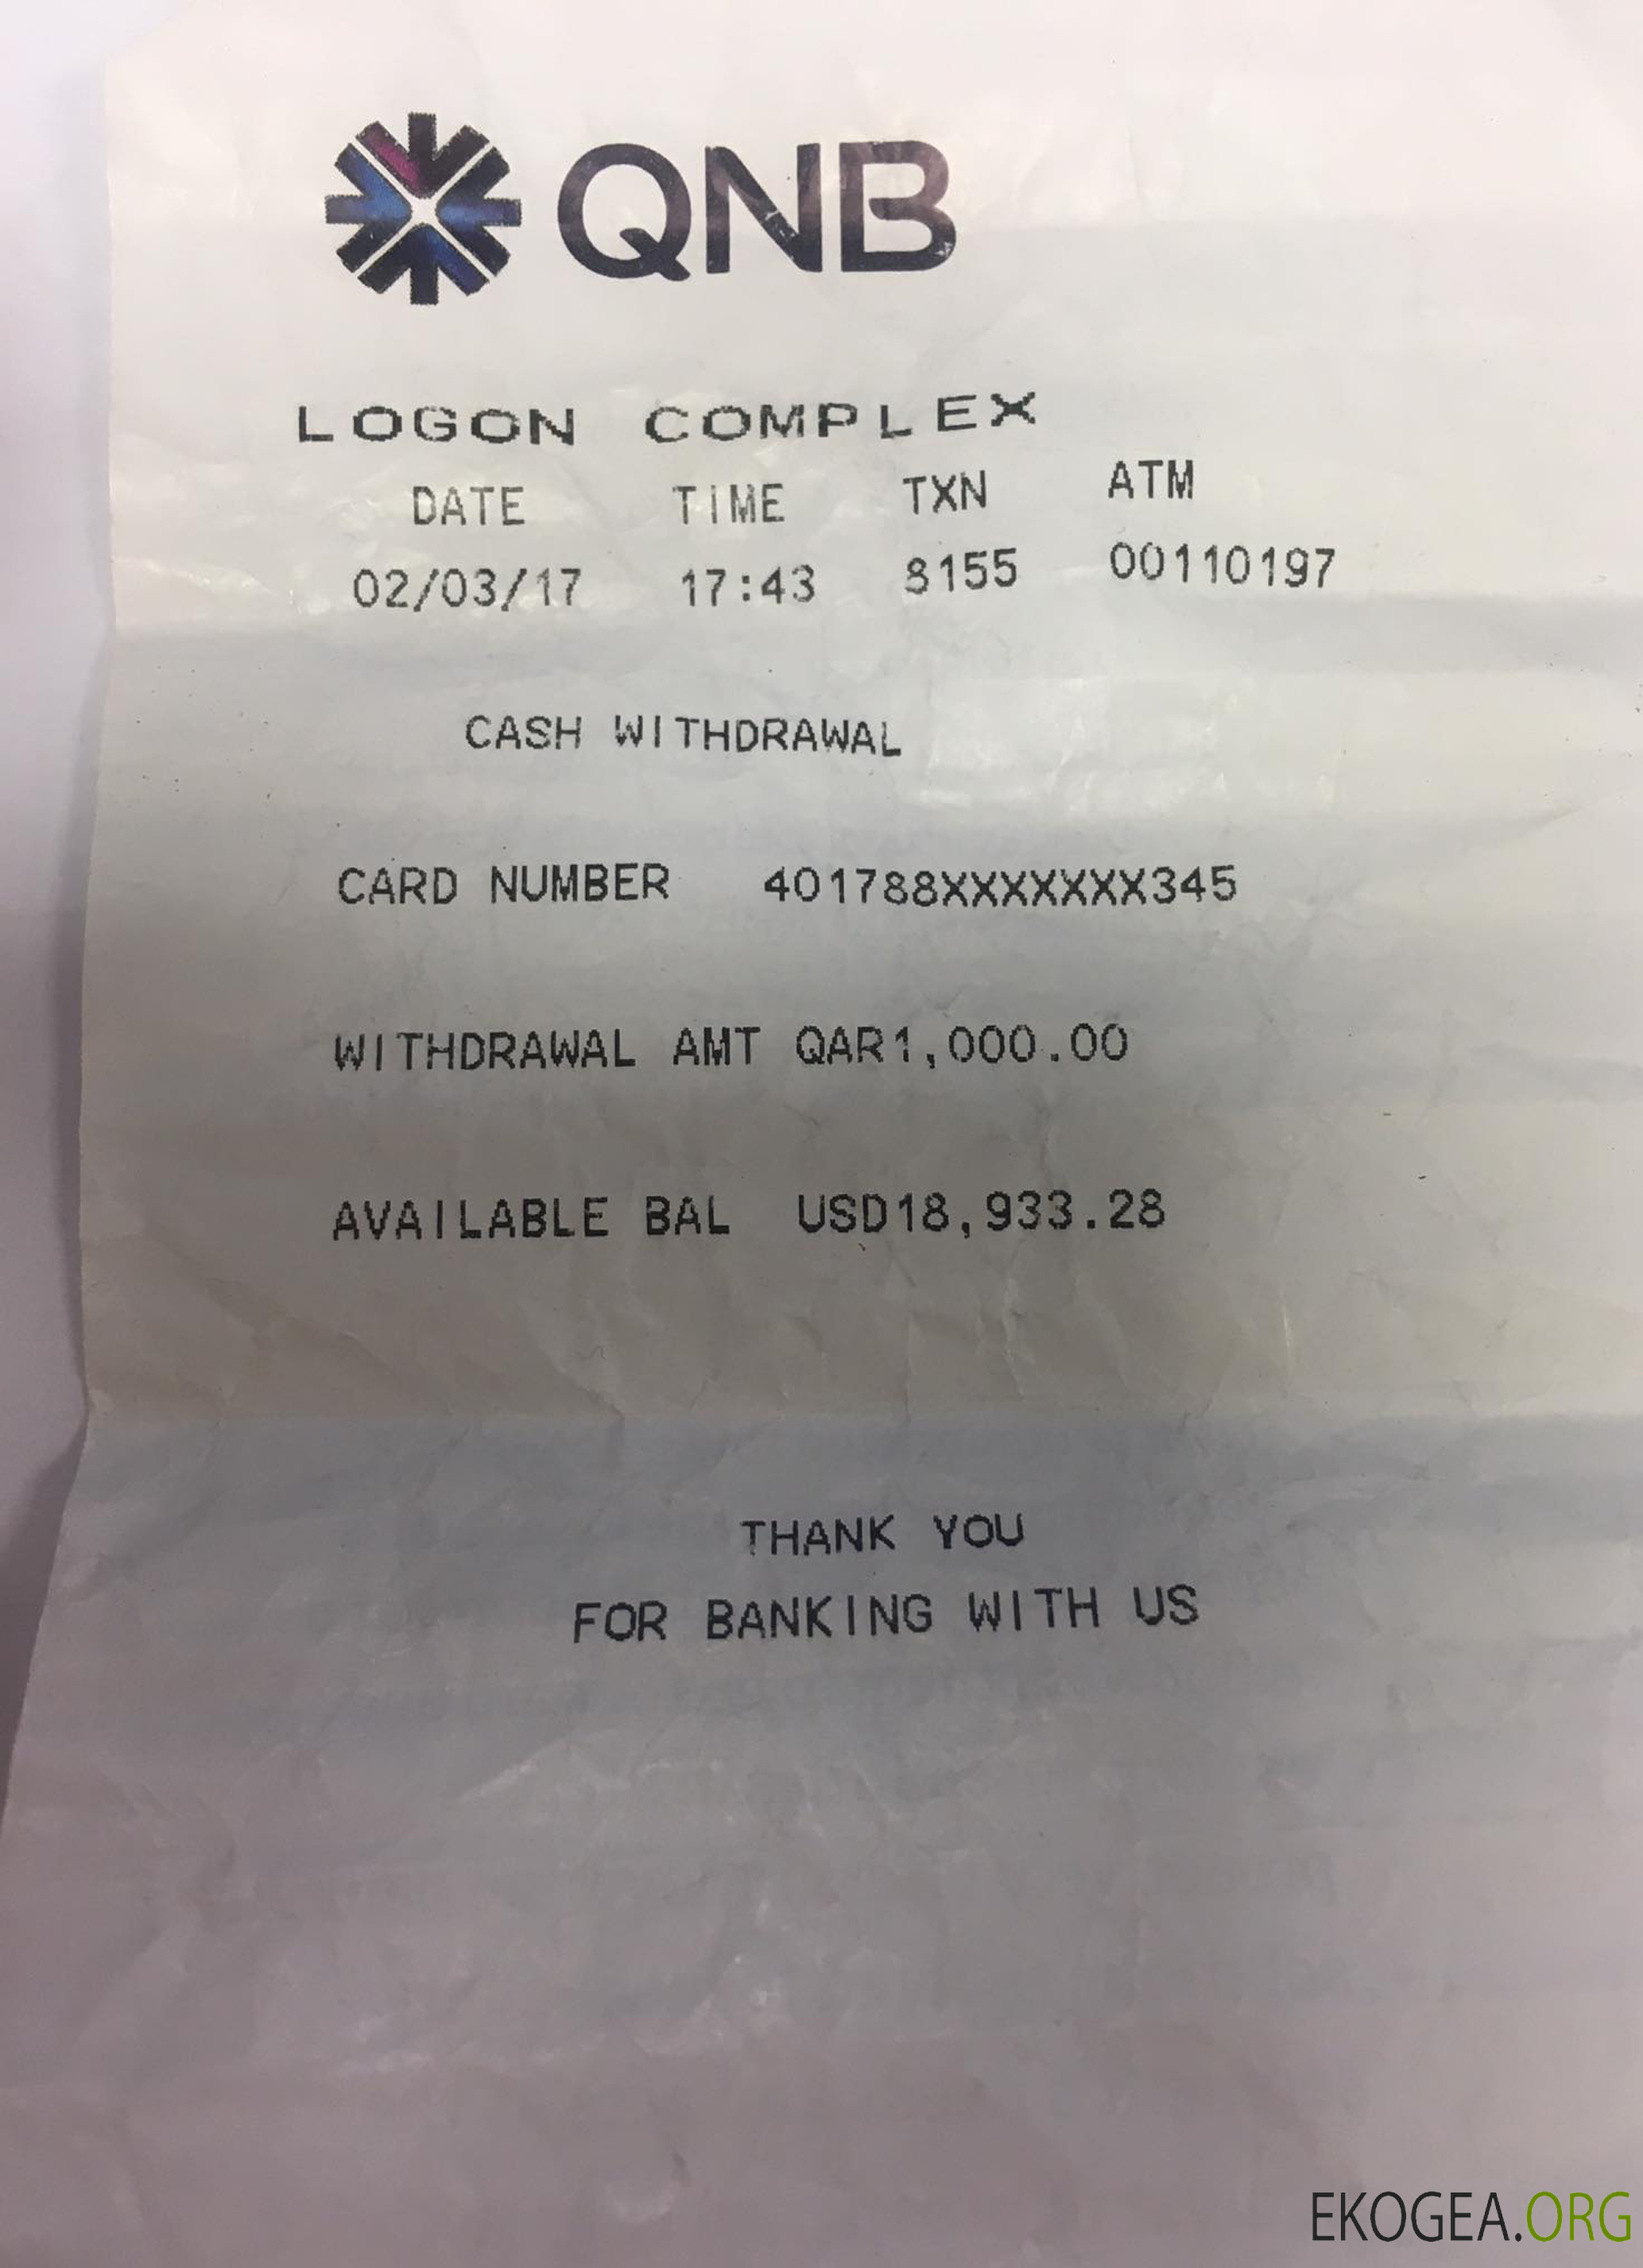 QNB
LOGON COMPLEX
DATE TIME TXN ATM
02/03/17 17:43 8155 00110197
CASH WITHDRAWAL
CARD NUMBER 401788XXXXXXX345
WITHDRAWAL AMT QAR1,000.00
AVAILABLE BAL USD18,933.28
THANK YOU
FOR BANKING WITH US
EKOGEA.ORG